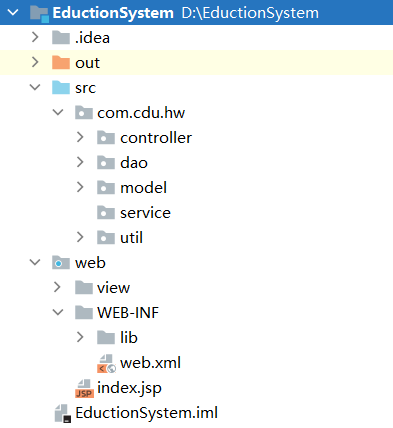 EductionSystem D:\EductionSystem
.idea
out
src
com.cdu.hw
controller
dao
model
service
util
web
view
WEB-INF
lib
web.xml
JSP index.jsp
EductionSystem.iml